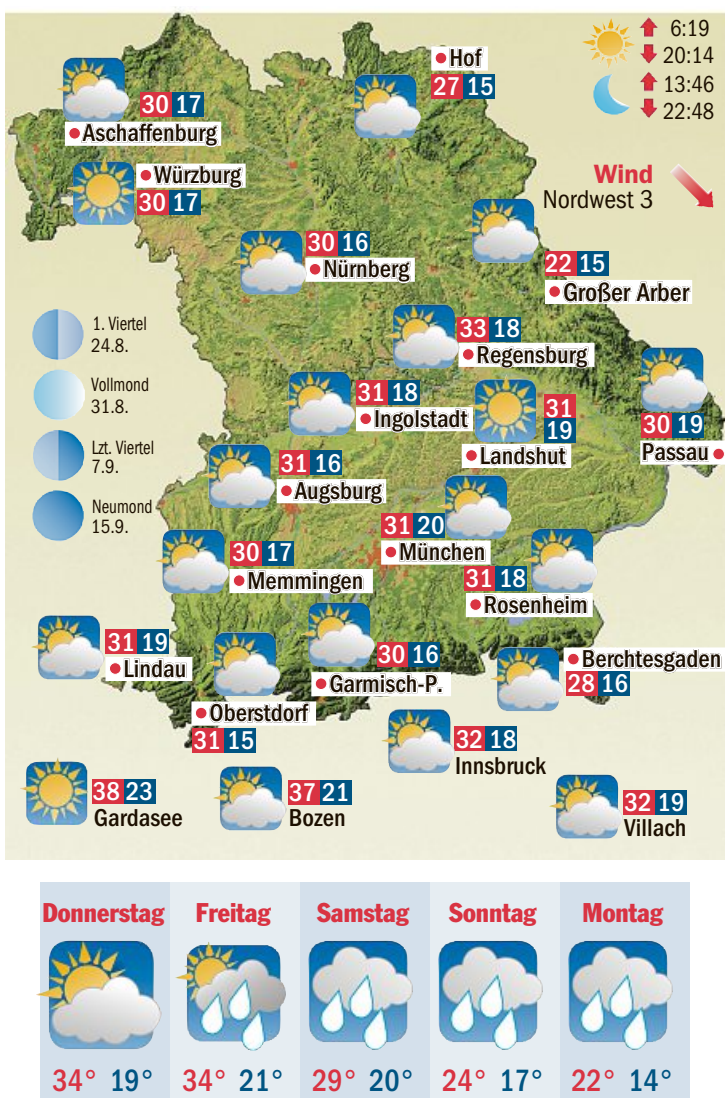 6:19
20:14
13:46
22:48
Hof
27 15
30 17
Aschaffenburg
Würzburg
30 17
Wind
Nordwest 3
30 16
Nürnberg
22 15
Großer Arber
1. Viertel
24.8.
Vollmond
31.8.
Lzt. Viertel
7.9.
Neumond
15.9.
33 18
Regensburg
31 18
Ingolstadt
31
19
Landshut
30 19
Passau
31 16
Augsburg
31 20
München
30 17
Memmingen
31 18
Rosenheim
31 19
Lindau
30 16
Garmisch-P.
Berchtesgaden
28 16
Oberstdorf
31 15
32 18
Innsbruck
38 23
Gardasee
37 21
Bozen
32 19
Villach
Donnerstag Freitag Samstag Sonntag Montag
34° 19° 34° 21° 29° 20° 24° 17° 22° 14°